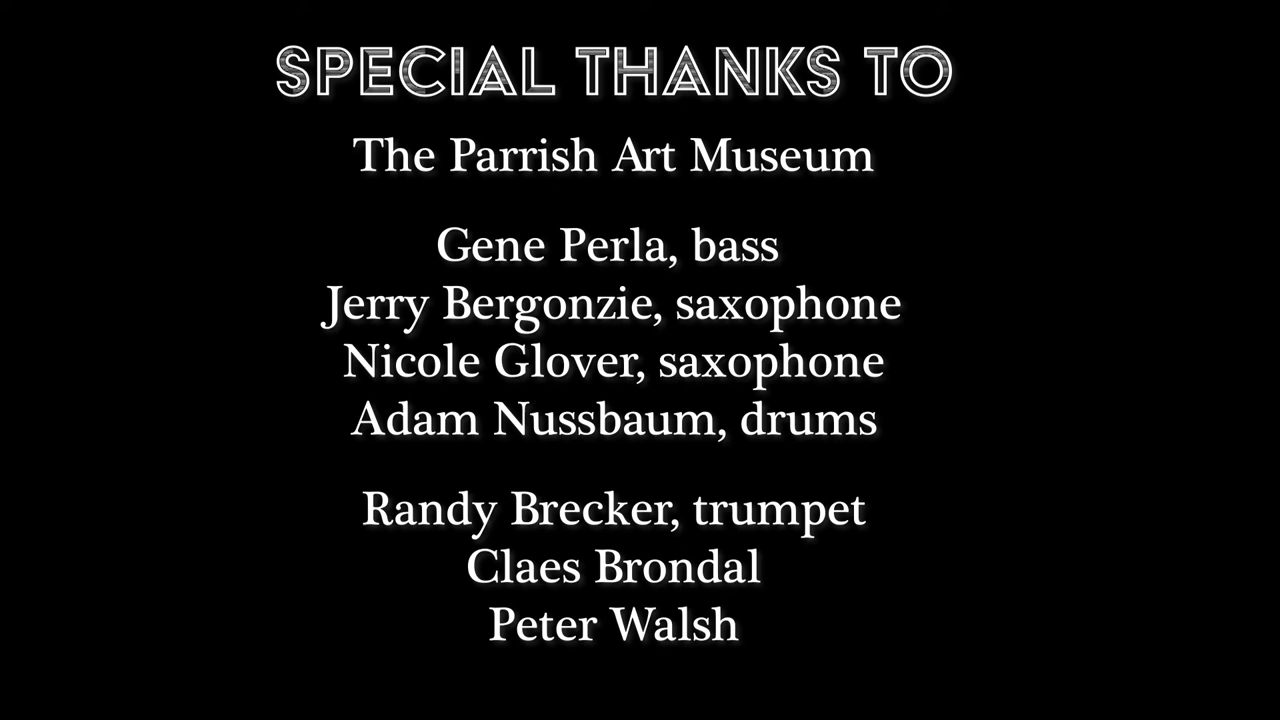 SPECIAL THANKS TO
The Parrish Art Museum
Gene Perla, bass
Jerry Bergonzie, saxophone
Nicole Glover, saxophone
Adam Nussbaum, drums
Randy Brecker, trumpet
Claes Brondal
Peter Walsh